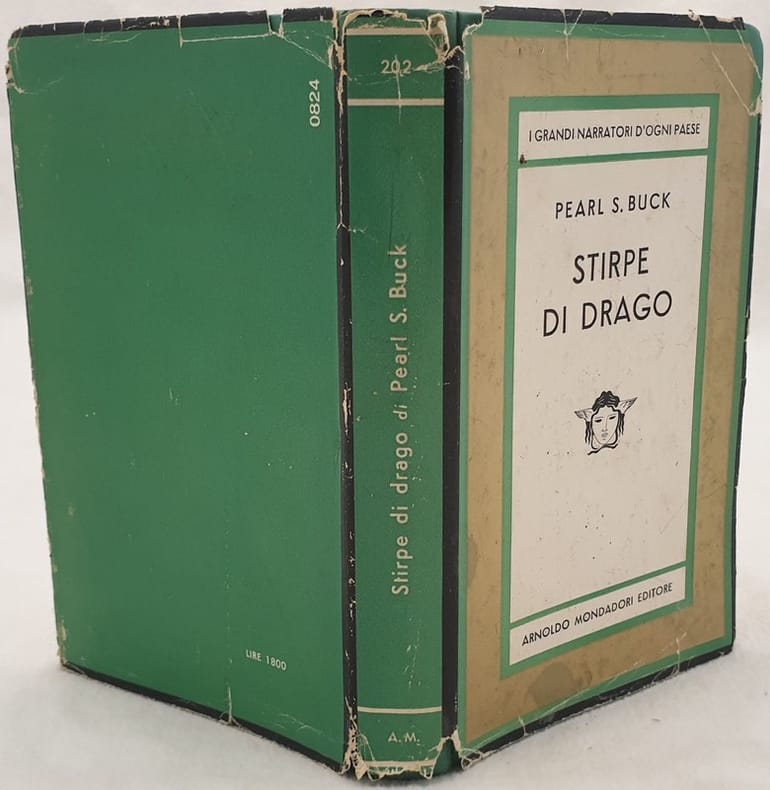 0824
LIRE 1800
202
Stirpe di drago di Pearl S. Buck
A. M.
I GRANDI NARRATORI D'OGNI PAESE
PEARL S. BUCK
STIRPE
DI DRAGO
ARNOLDO MONDADORI EDITORE